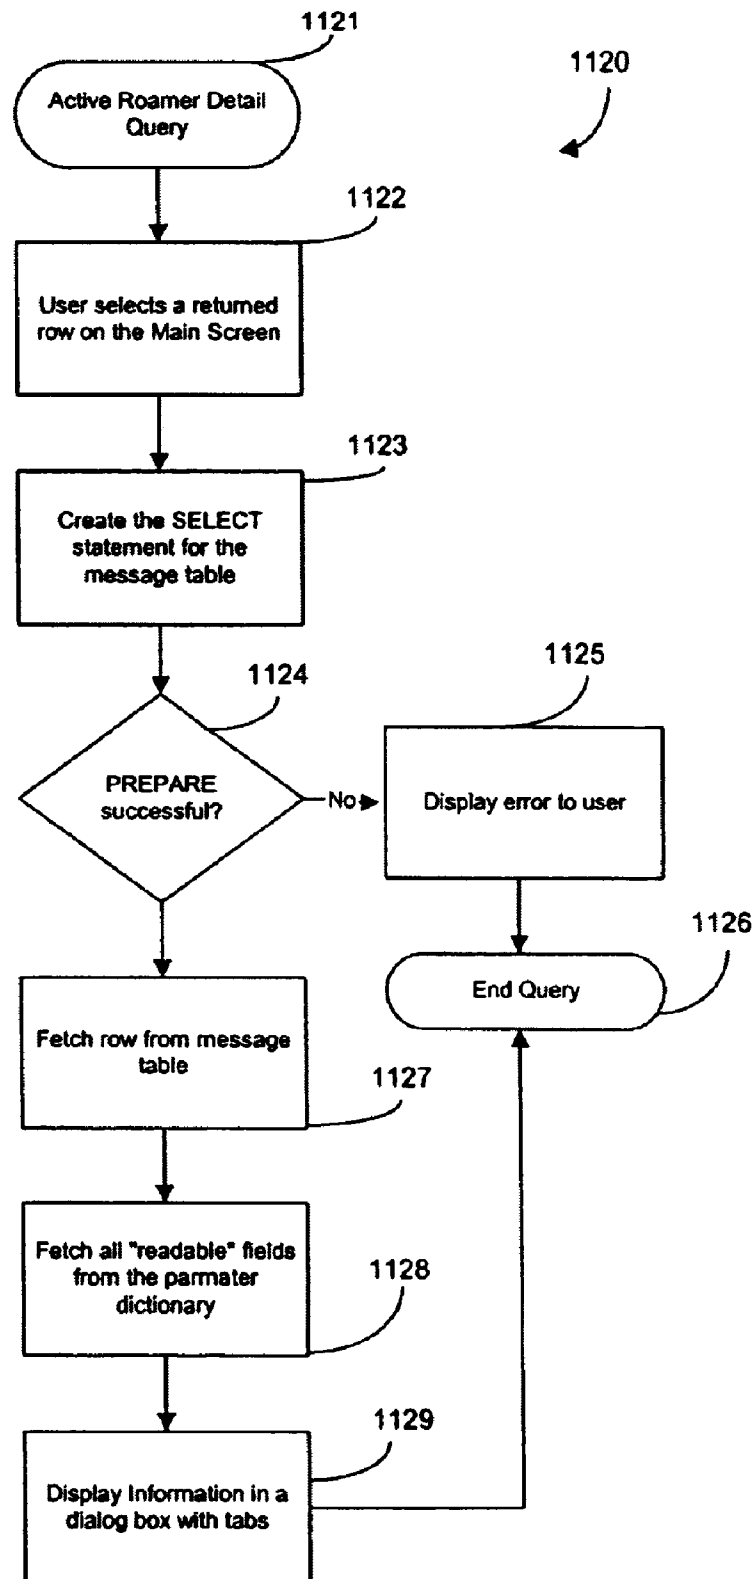 1121
1120
Active Roamer Detail
Query
1122
User selects a returned
row on the Main Screen
1123
Create the SELECT
statement for the
message table
1124
1125
PREPARE
successful?
No
Display error to user
1126
End Query
Fetch row from message
table
1127
Fetch all "readable" fields
from the parmater
dictionary
1128
1129
Display Information in a
dialog box with tabs